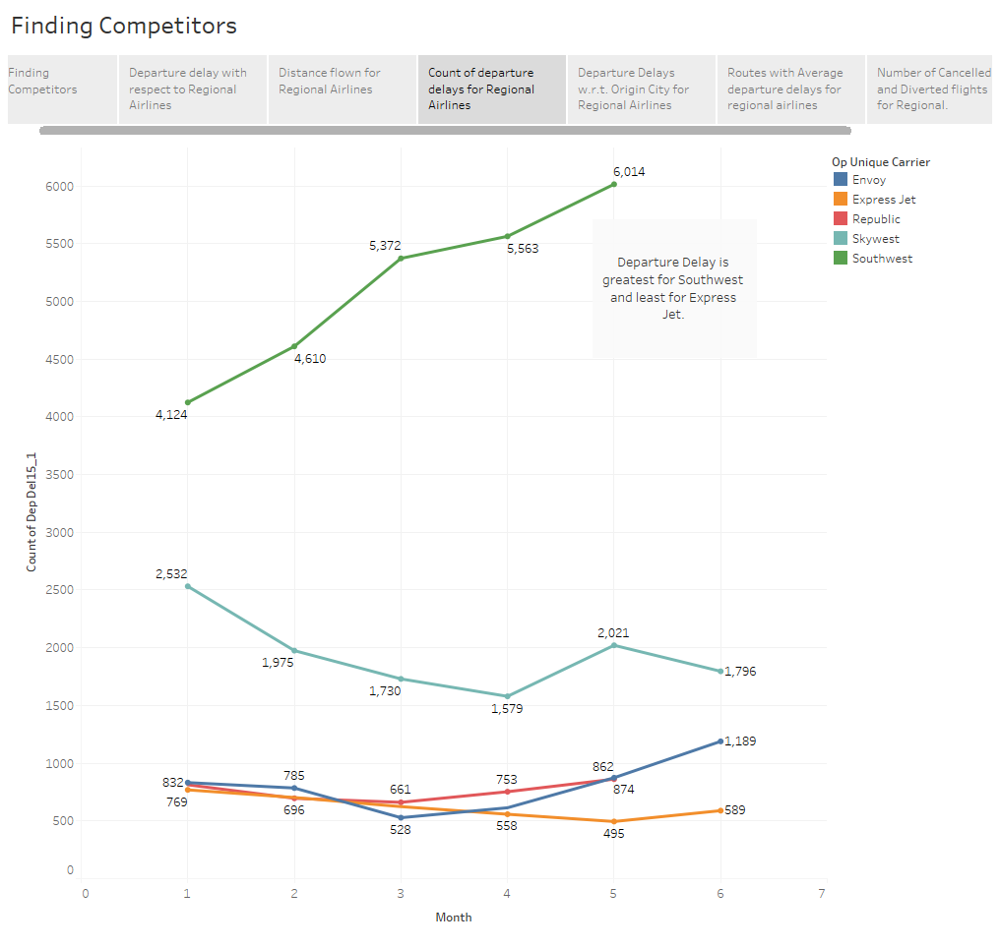 Finding Competitors
Finding
Competitors
Departure delay with
respect to Regional
Airlines
Distance flown for
Regional Airlines
Count of departure
delays for Regional
Airlines
Departure Delays
w.r.t. Origin City for
Regional Airlines
Routes with Average
departure delays for
regional airlines
Number of Cancelled
and Diverted flights
for Regional.
Op Unique Carrier
Envoy
Express Jet
Republic
Skywest
Southwest
Departure Delay is
greatest for Southwest
and least for Express
Jet.
Count of Dep Del15_1
6000
5500
5000
4500
4000
3500
3000
2500
2000
1500
1000
500
0
4,124
4,610
5,372
5,563
6,014
2,532
1,975
1,730
1,579
2,021
1,796
832
785
661
753
862
874
1,189
769
696
528
558
495
589
0
1
2
3
4
5
6
7
Month